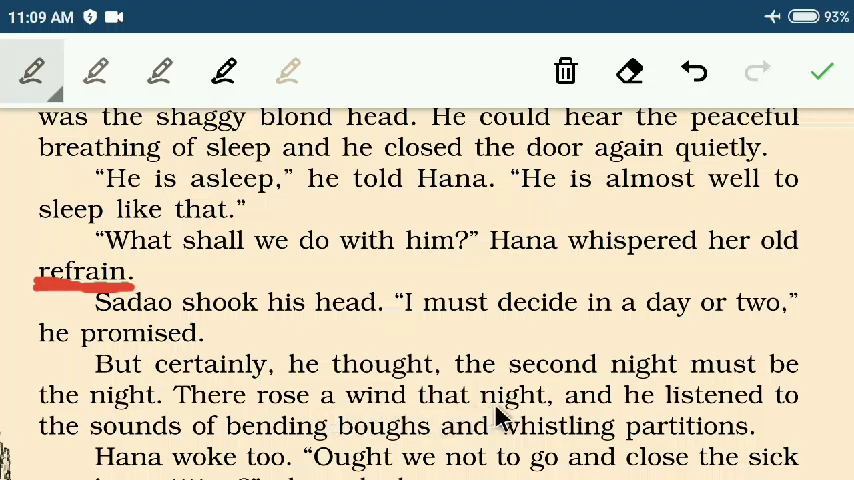 11:09 AM
93%
was the shaggy blond head. He could hear the peaceful
breathing of sleep and he closed the door again quietly.
“He is asleep,” he told Hana. “He is almost well to
sleep like that.”
“What shall we do with him?” Hana whispered her old
refrain.
Sadao shook his head. “I must decide in a day or two,”
he promised.
But certainly, he thought, the second night must be
the night. There rose a wind that night, and he listened to
the sounds of bending boughs and whistling partitions.
Hana woke too. “Ought we not to go and close the sick